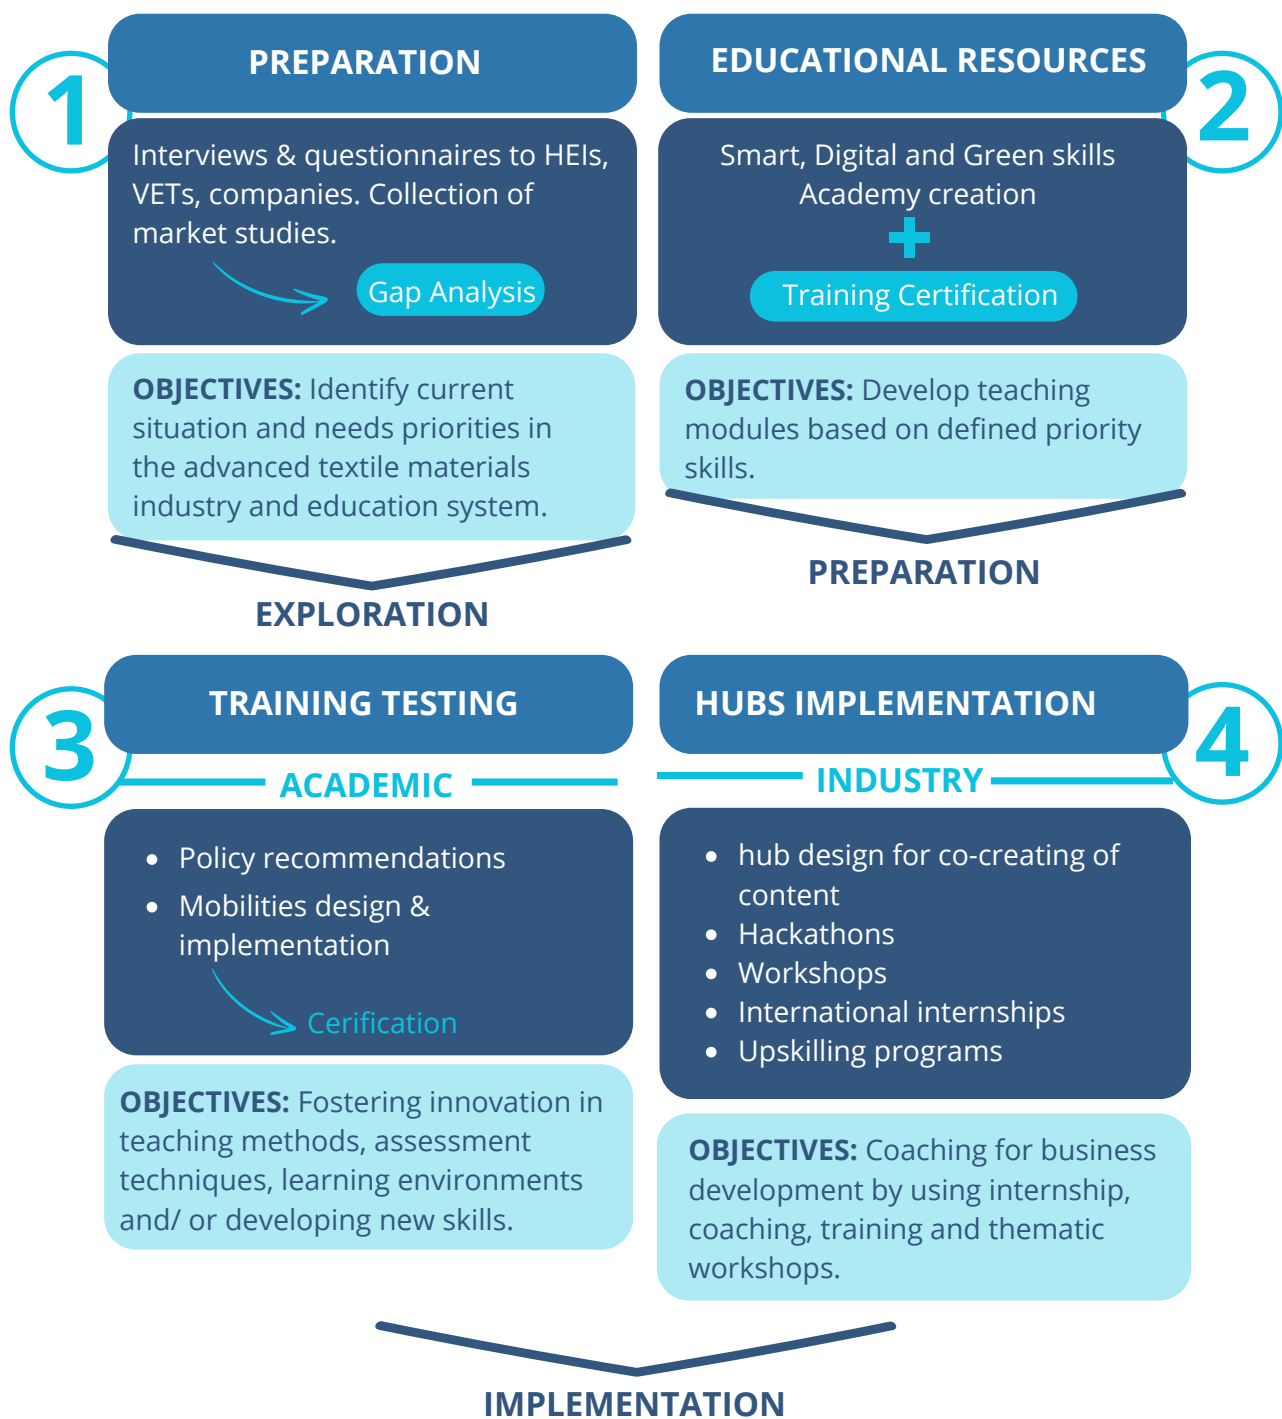 1
PREPARATION
Interviews & questionnaires to HEIs,
VETs, companies. Collection of
market studies.
Gap Analysis
OBJECTIVES: Identify current
situation and needs priorities in
the advanced textile materials
industry and education system.
EXPLORATION
2
EDUCATIONAL RESOURCES
Smart, Digital and Green skills
Academy creation
+
Training Certification
OBJECTIVES: Develop teaching
modules based on defined priority
skills.
PREPARATION
3
TRAINING TESTING
ACADEMIC
• Policy recommendations
• Mobilities design &
implementation
Cerification
OBJECTIVES: Fostering innovation in
teaching methods, assessment
techniques, learning environments
and/ or developing new skills.
4
HUBS IMPLEMENTATION
INDUSTRY
• hub design for co-creating of
content
• Hackathons
• Workshops
• International internships
• Upskilling programs
OBJECTIVES: Coaching for business
development by using internship,
coaching, training and thematic
workshops.
IMPLEMENTATION